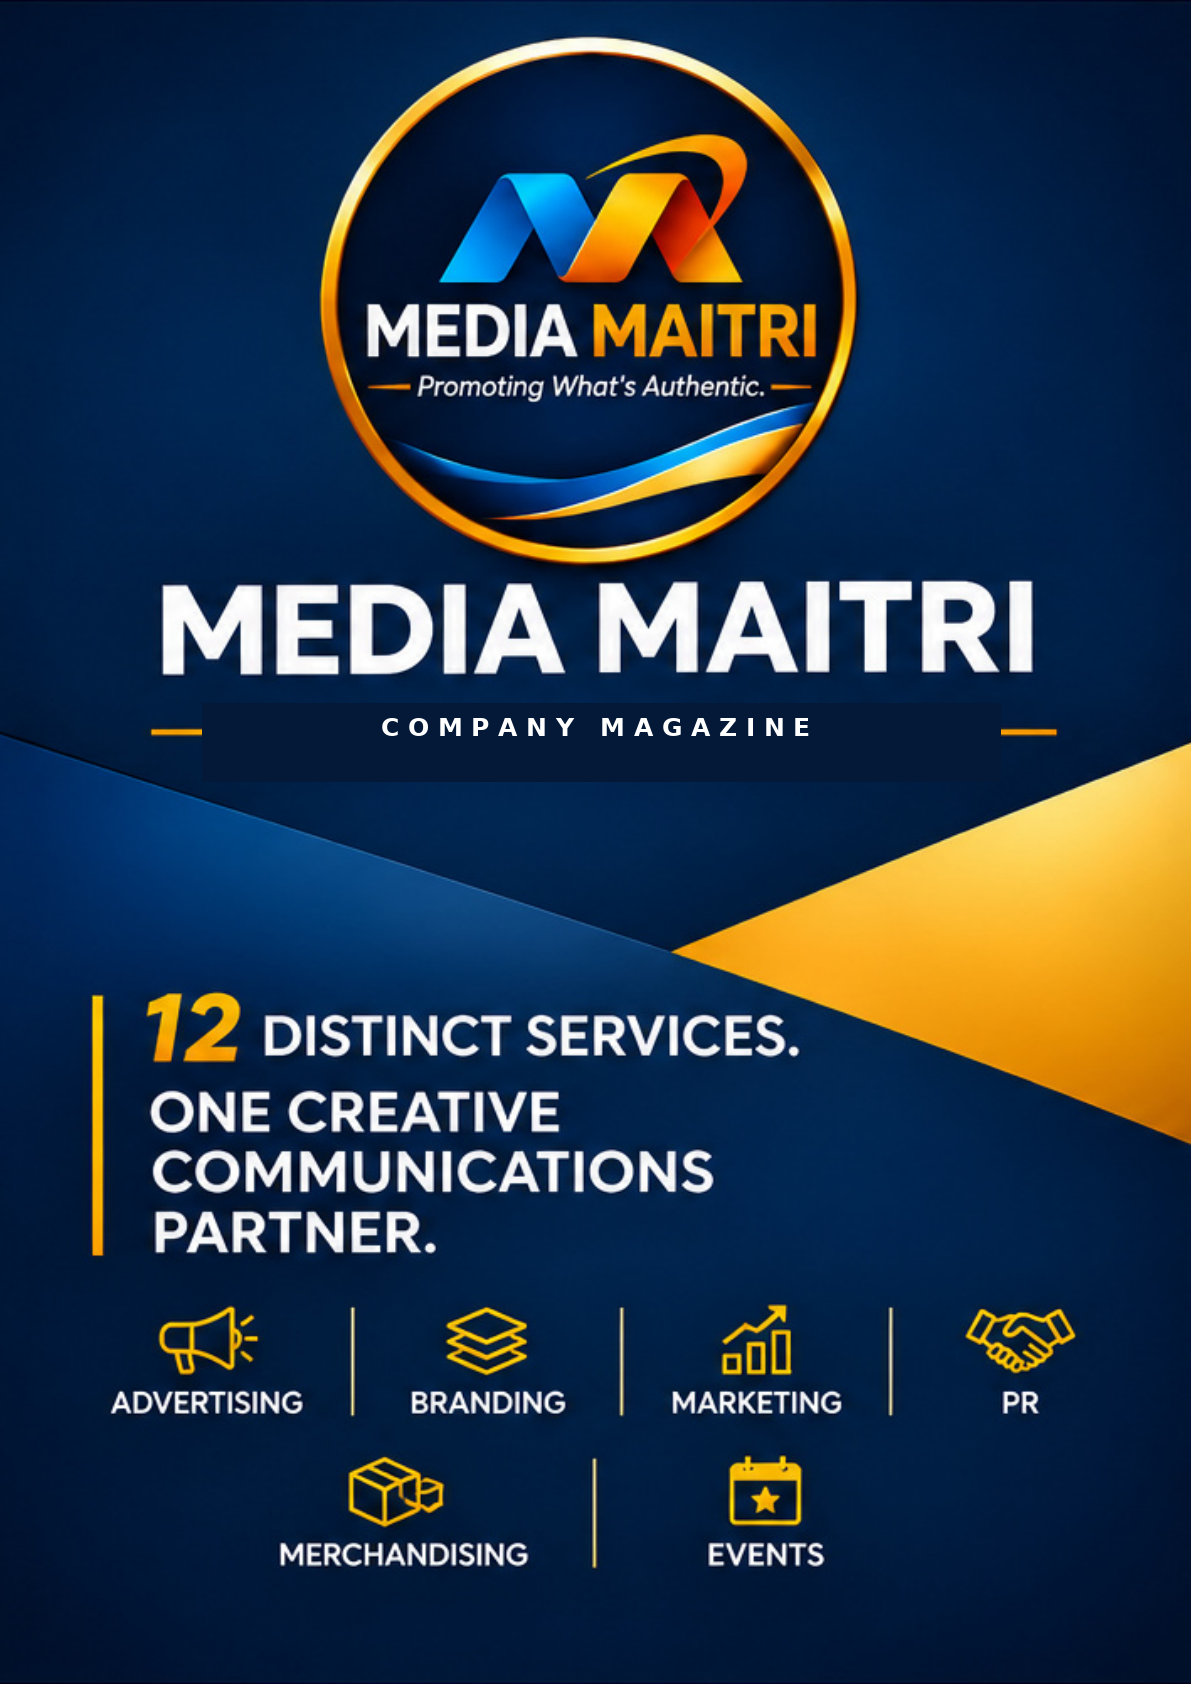 MEDIA MAITRI
Promoting What's Authentic.
MEDIA MAITRI
COMPANY MAGAZINE
12 DISTINCT SERVICES.
ONE CREATIVE
COMMUNICATIONS
PARTNER.
ADVERTISING
BRANDING
MARKETING
PR
MERCHANDISING
EVENTS